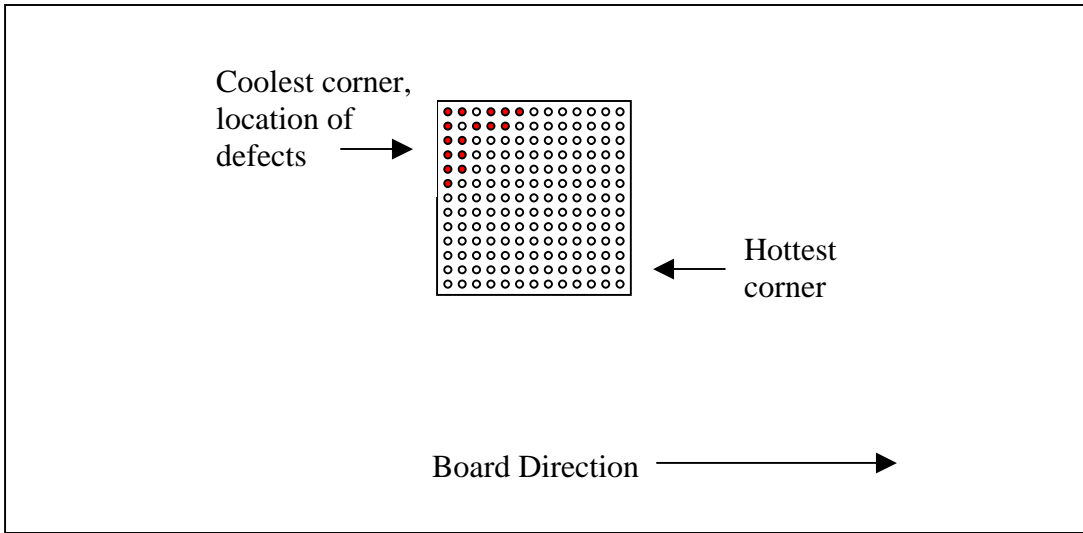 Coolest corner,
location of
defects
Hottest
corner
Board Direction